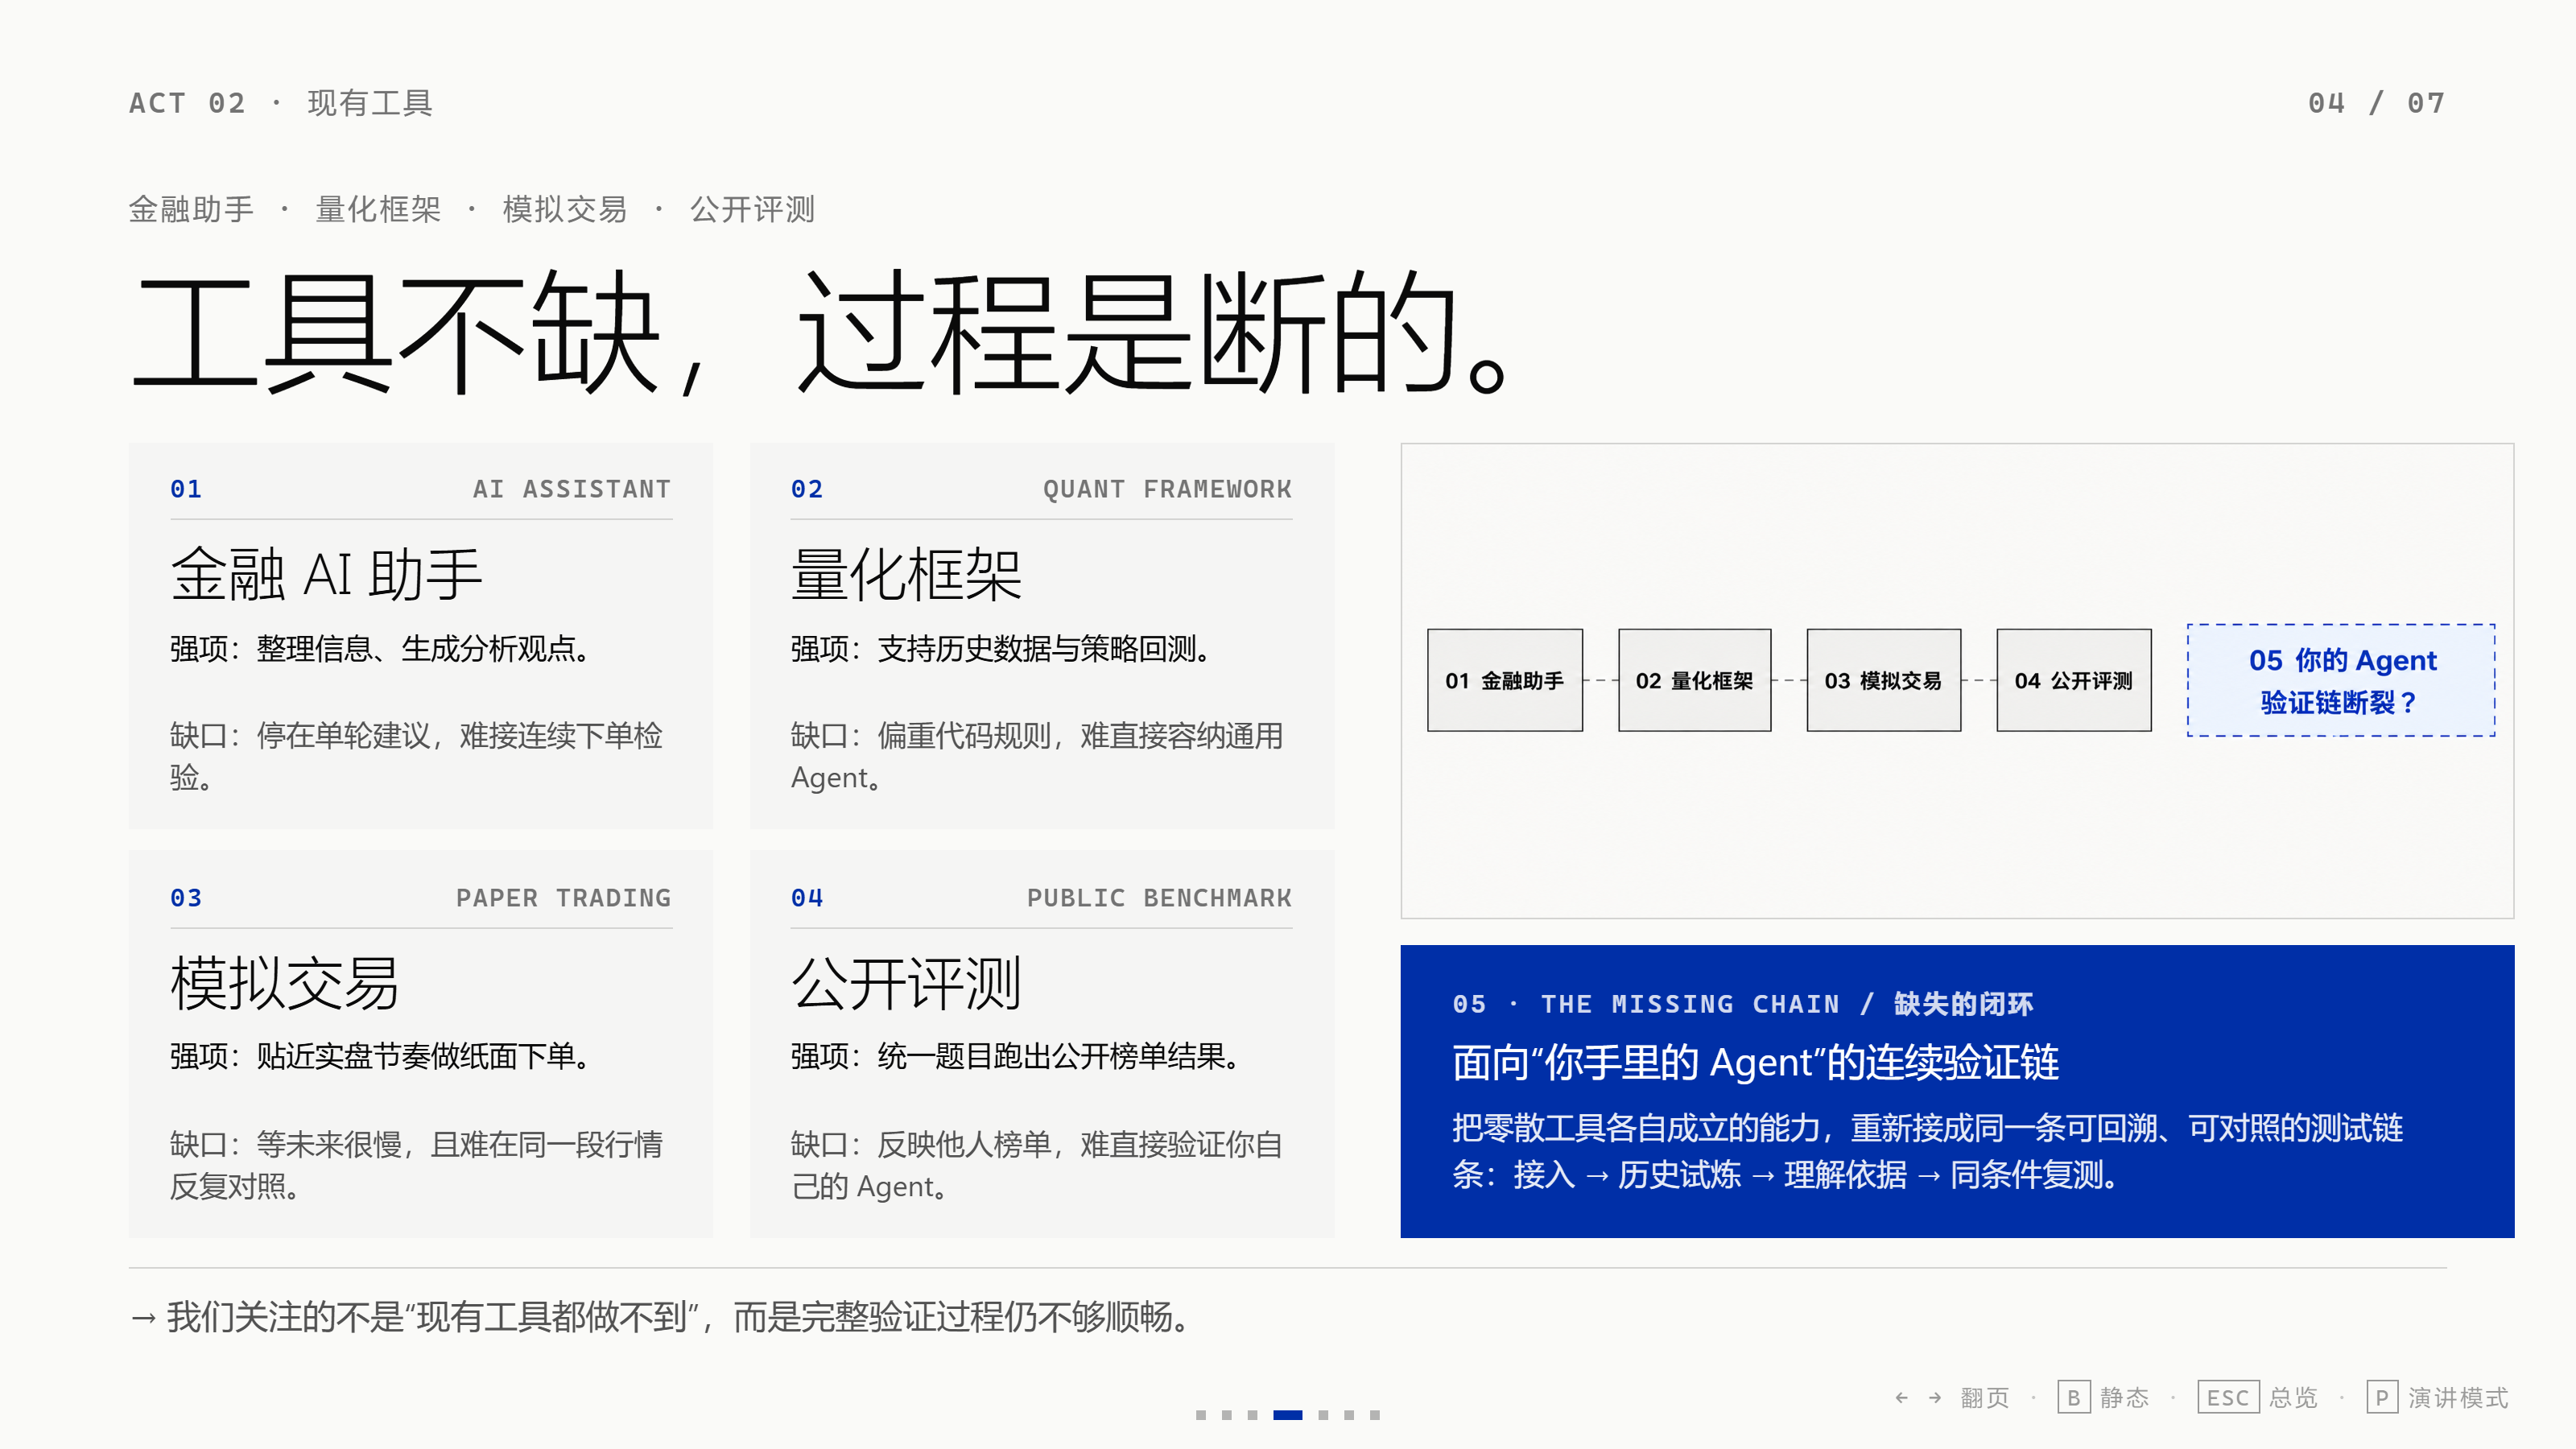 ACT 02 · 现有工具
04 / 07
金融助手 · 量化框架 · 模拟交易 · 公开评测
工具不缺，过程是断的。
01 AI ASSISTANT
金融 AI 助手
强项：整理信息、生成分析观点。
缺口：停在单轮建议，难接连续下单检
验。
02 QUANT FRAMEWORK
量化框架
强项：支持历史数据与策略回测。
缺口：偏重代码规则，难直接容纳通用
Agent。
03 PAPER TRADING
模拟交易
强项：贴近实盘节奏做纸面下单。
缺口：等未来很慢，且难在同一段行情
反复对照。
04 PUBLIC BENCHMARK
公开评测
强项：统一题目跑出公开榜单结果。
缺口：反映他人榜单，难直接验证你自
己的 Agent。
01 金融助手
02 量化框架
03 模拟交易
04 公开评测
05 你的 Agent
验证链断裂？
05 · THE MISSING CHAIN / 缺失的闭环
面向“你手里的 Agent”的连续验证链
把零散工具各自成立的能力，重新接成同一条可回溯、可对照的测试链
条：接入 → 历史试炼 → 理解依据 → 同条件复测。
→ 我们关注的不是“现有工具都做不到”，而是完整验证过程仍不够顺畅。
← → 翻页 · B 静态 · ESC 总览 · P 演讲模式